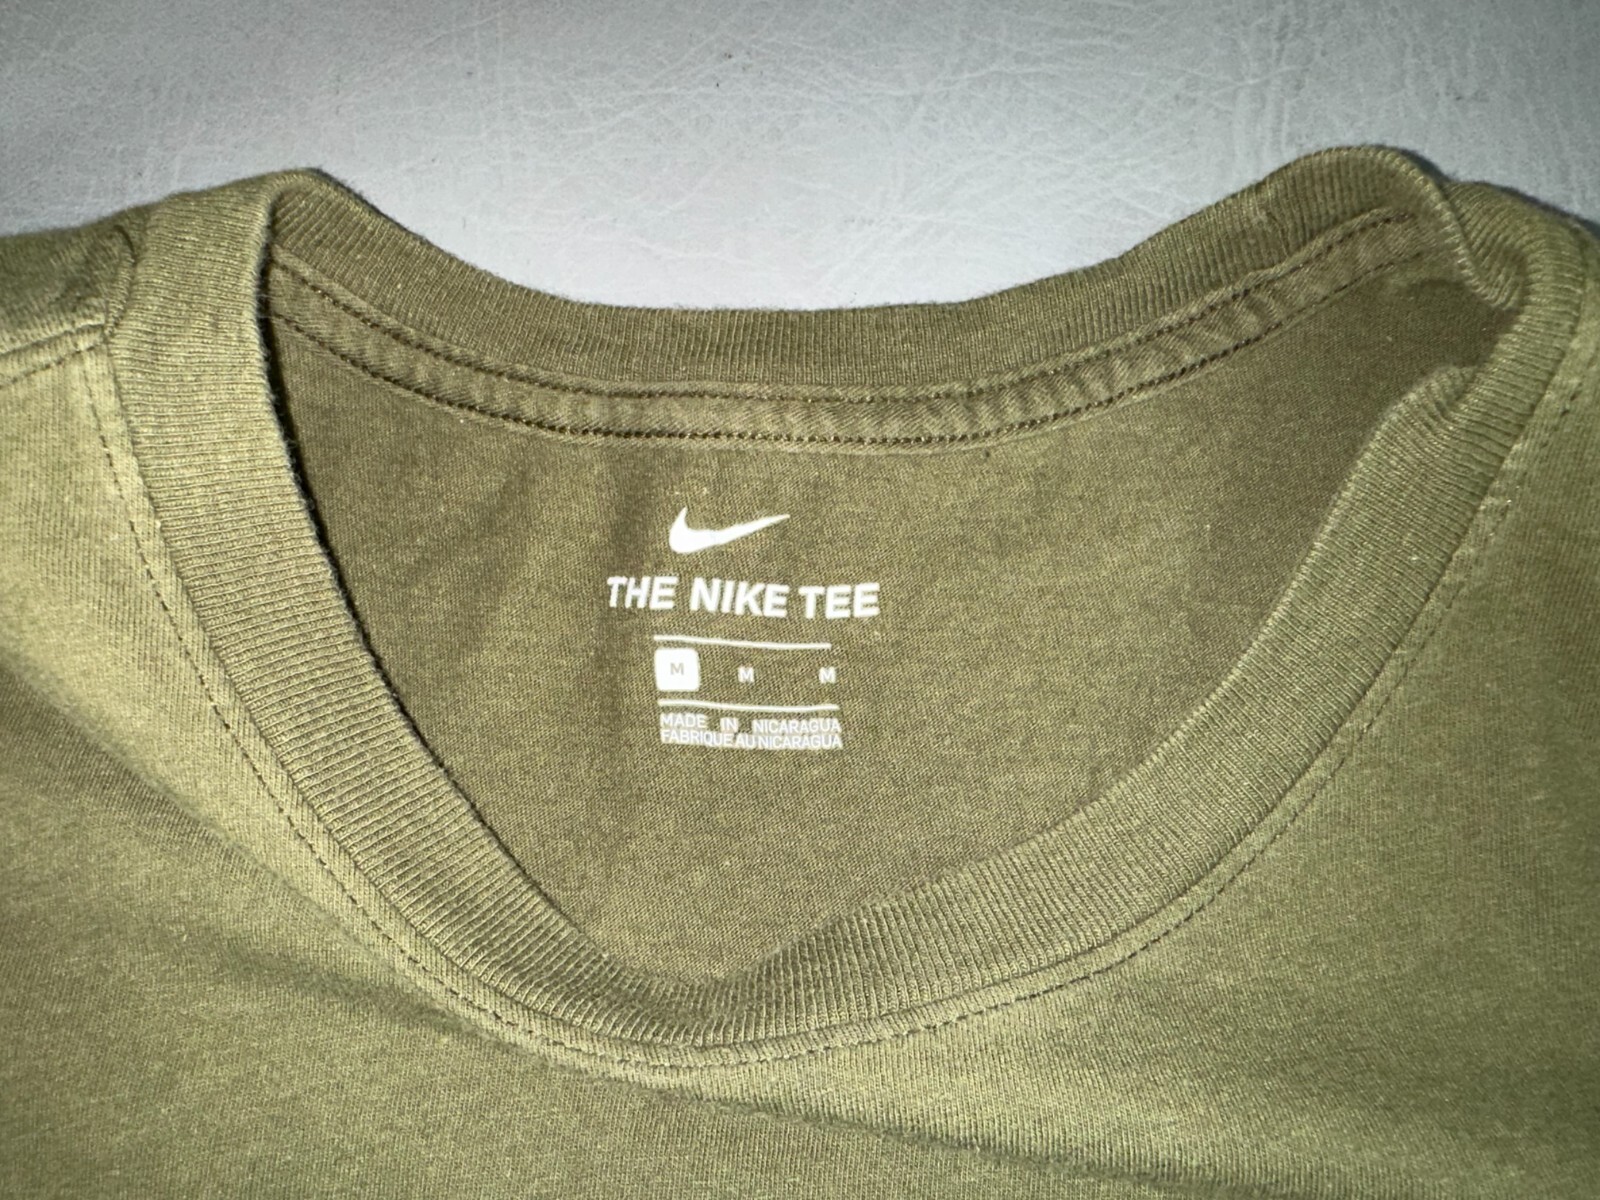 THE NIKE TEE
M M M
MADE IN NICARAGUA
FABRIQUE AU NICARAGUA